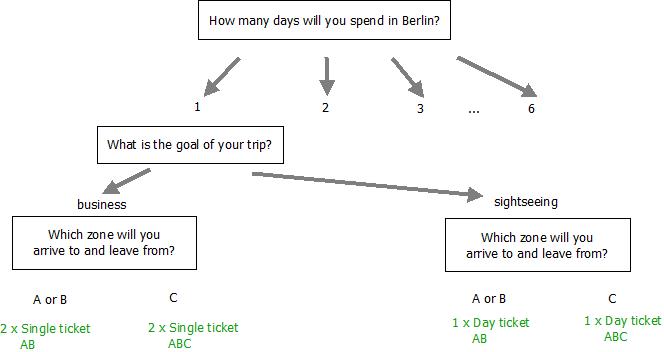 How many days will you spend in Berlin?
1 2 3 ... 6
What is the goal of your trip?
business sightseeing
Which zone will you
arrive to and leave from?
Which zone will you
arrive to and leave from?
A or B C A or B C
2 x Single ticket
AB
2 x Single ticket
ABC
1 x Day ticket
AB
1 x Day ticket
ABC